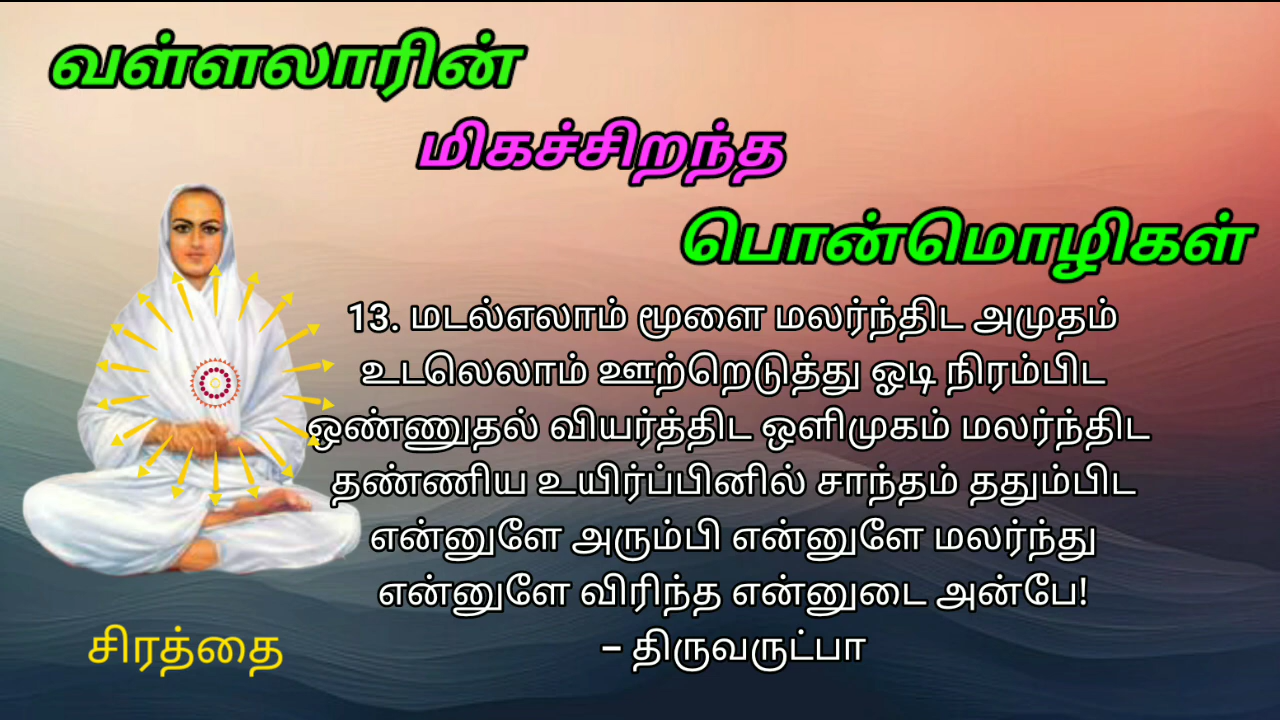 வள்ளலாரின்
மிகச்சிறந்த
பொன்மொழிகள்
13. மடல்எலாம் மூளை மலர்ந்திட அமுதம்
உடலெலாம் ஊற்றெடுத்து ஓடி நிரம்பிட
ஒண்ணுதல் வியர்த்திட ஒளிமுகம் மலர்ந்திட
தண்ணிய உயிர்ப்பினில் சாந்தம் ததும்பிட
என்னுளே அரும்பி என்னுளே மலர்ந்து
என்னுளே விரிந்த என்னுடை அன்பே!
– திருவருட்பா
சிரத்தை